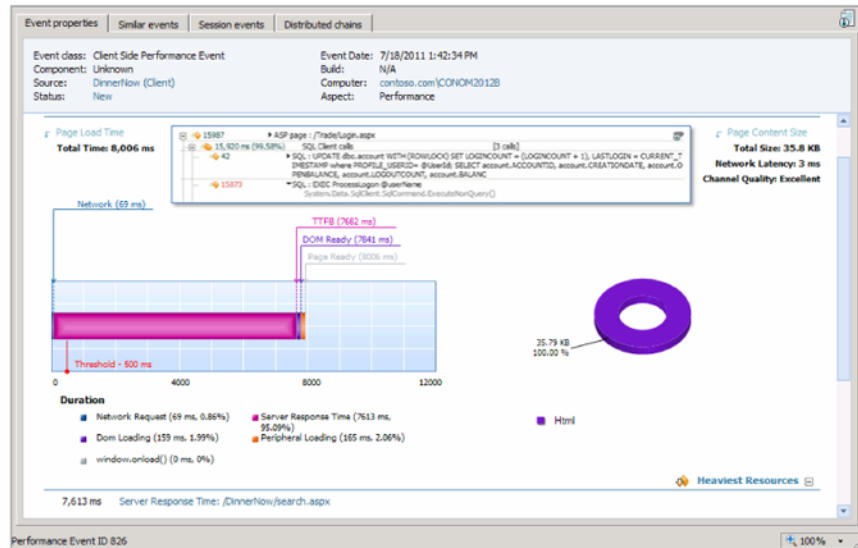 Event properties Similar events Session events Distributed chains
Event class: Client Side Performance Event
Component: Unknown
Source: DinnerNow (Client)
Status: New
Event Date: 7/18/2011 1:42:34 PM
Build: N/A
Computer: contoso.com\CONOM2012B
Aspect: Performance
Page Load Time
Total Time: 8,006 ms
15987 ASP page : /Trade/Login.aspx
15,920 ms (99.58%) SQL Client calls [3 calls]
42 SQL : UPDATE dbo.account WITH (ROWLOCK) SET LOGINCOUNT = (LOGINCOUNT + 1), LASTLOGIN = CURRENT_T
IMESTAMP where PROFILE_USERID= @UserId; SELECT account.ACCOUNTID, account.CREATIONDATE, account.O
PENBALANCE, account.LOGOUTCOUNT, account.BALANC
15873 SQL : EXEC ProcessLogon @userName
System.Data.SqlClient.SqlCommand.ExecuteNonQuery()
Page Content Size
Total Size: 35.8 KB
Network Latency: 3 ms
Channel Quality: Excellent
Network (69 ms)
TTFB (7682 ms)
DOM Ready (7841 ms)
Page Ready (8006 ms)
Threshold - 500 ms
0 4000 8000 12000
35.79 KB
100.00 %
Duration
Network Request (69 ms, 0.86%)
Server Response Time (7613 ms,
95.09%)
Dom Loading (159 ms, 1.99%)
Peripheral Loading (165 ms, 2.06%)
window.onload() (0 ms, 0%)
Html
Heaviest Resources
7,613 ms Server Response Time: /DinnerNow/search.aspx
Performance Event ID 826
100%